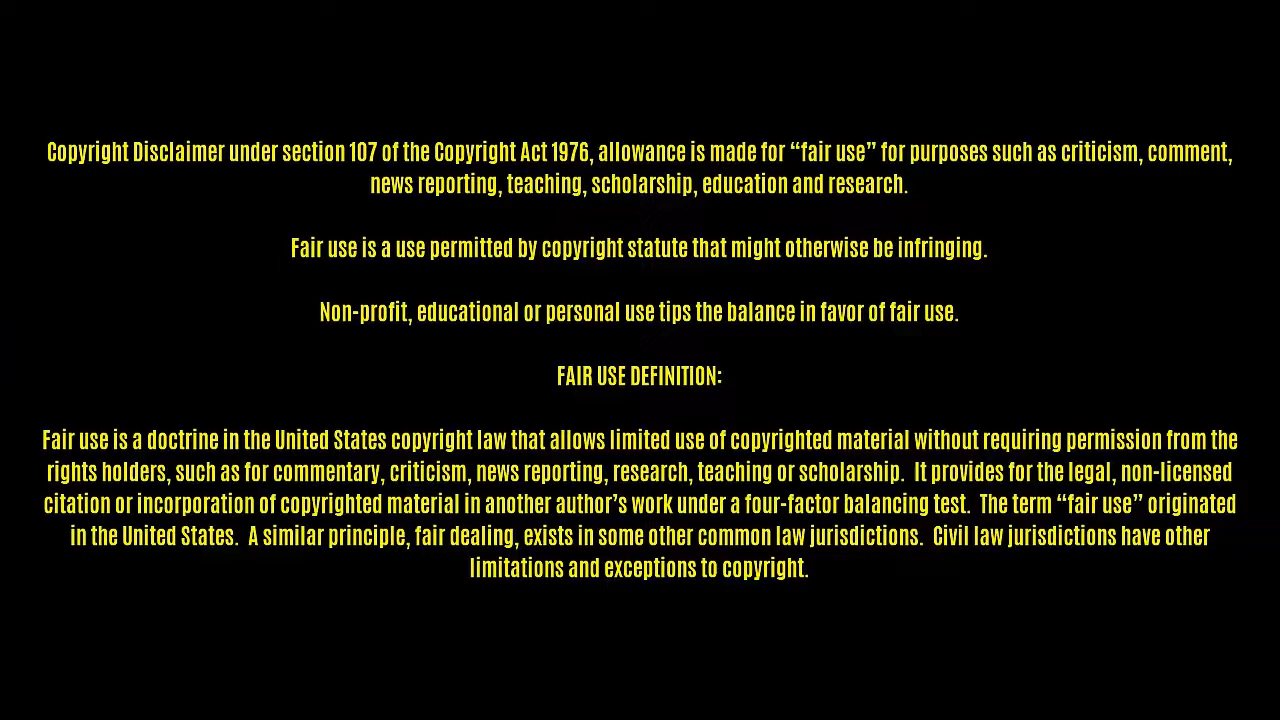 Copyright Disclaimer under section 107 of the Copyright Act 1976, allowance is made for “fair use” for purposes such as criticism, comment,
news reporting, teaching, scholarship, education and research.
Fair use is a use permitted by copyright statute that might otherwise be infringing.
Non-profit, educational or personal use tips the balance in favor of fair use.
FAIR USE DEFINITION:
Fair use is a doctrine in the United States copyright law that allows limited use of copyrighted material without requiring permission from the
rights holders, such as for commentary, criticism, news reporting, research, teaching or scholarship.  It provides for the legal, non-licensed
citation or incorporation of copyrighted material in another author’s work under a four-factor balancing test.  The term “fair use” originated
in the United States.  A similar principle, fair dealing, exists in some other common law jurisdictions.  Civil law jurisdictions have other
limitations and exceptions to copyright.